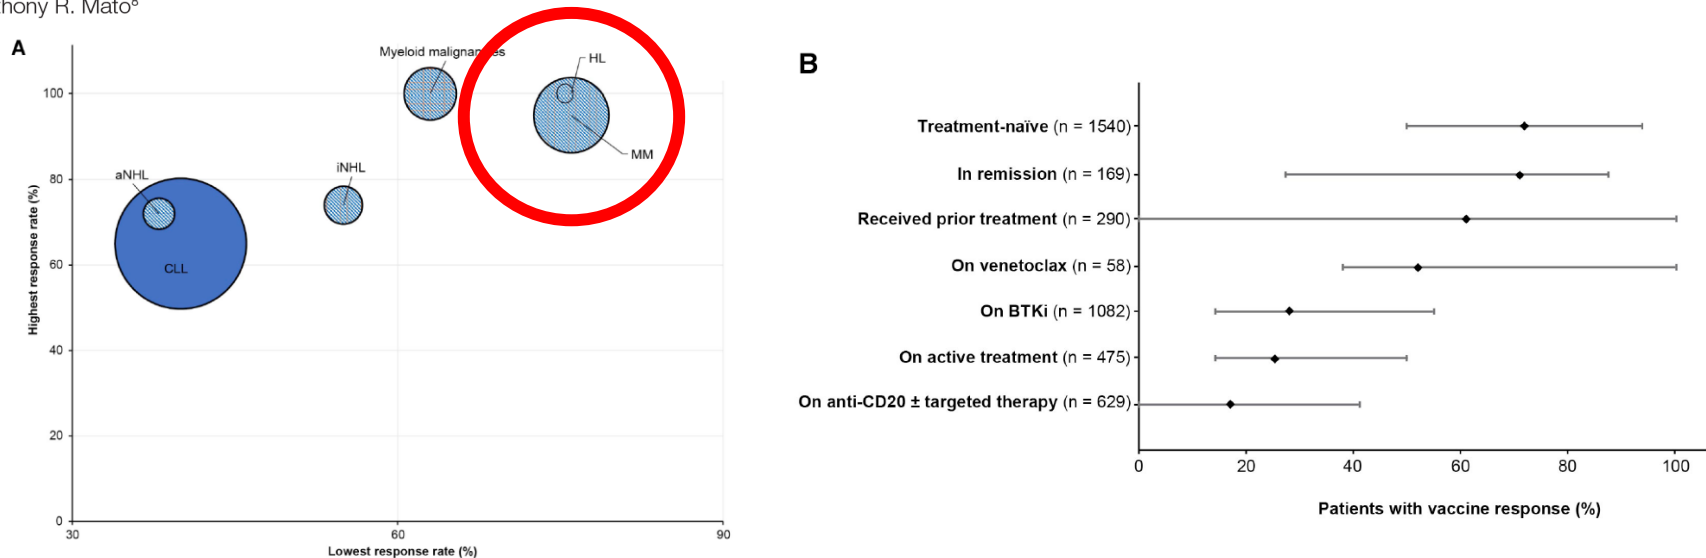 thony R. Mato⁸
A
Myeloid malignancies
HL
MM
aNHL
iNHL
CLL
Highest response rate (%)
100
80
60
40
20
0
30
60
90
Lowest response rate (%)
B
Treatment-naïve (n = 1540)
In remission (n = 169)
Received prior treatment (n = 290)
On venetoclax (n = 58)
On BTKi (n = 1082)
On active treatment (n = 475)
On anti-CD20 ± targeted therapy (n = 629)
0
20
40
60
80
100
Patients with vaccine response (%)